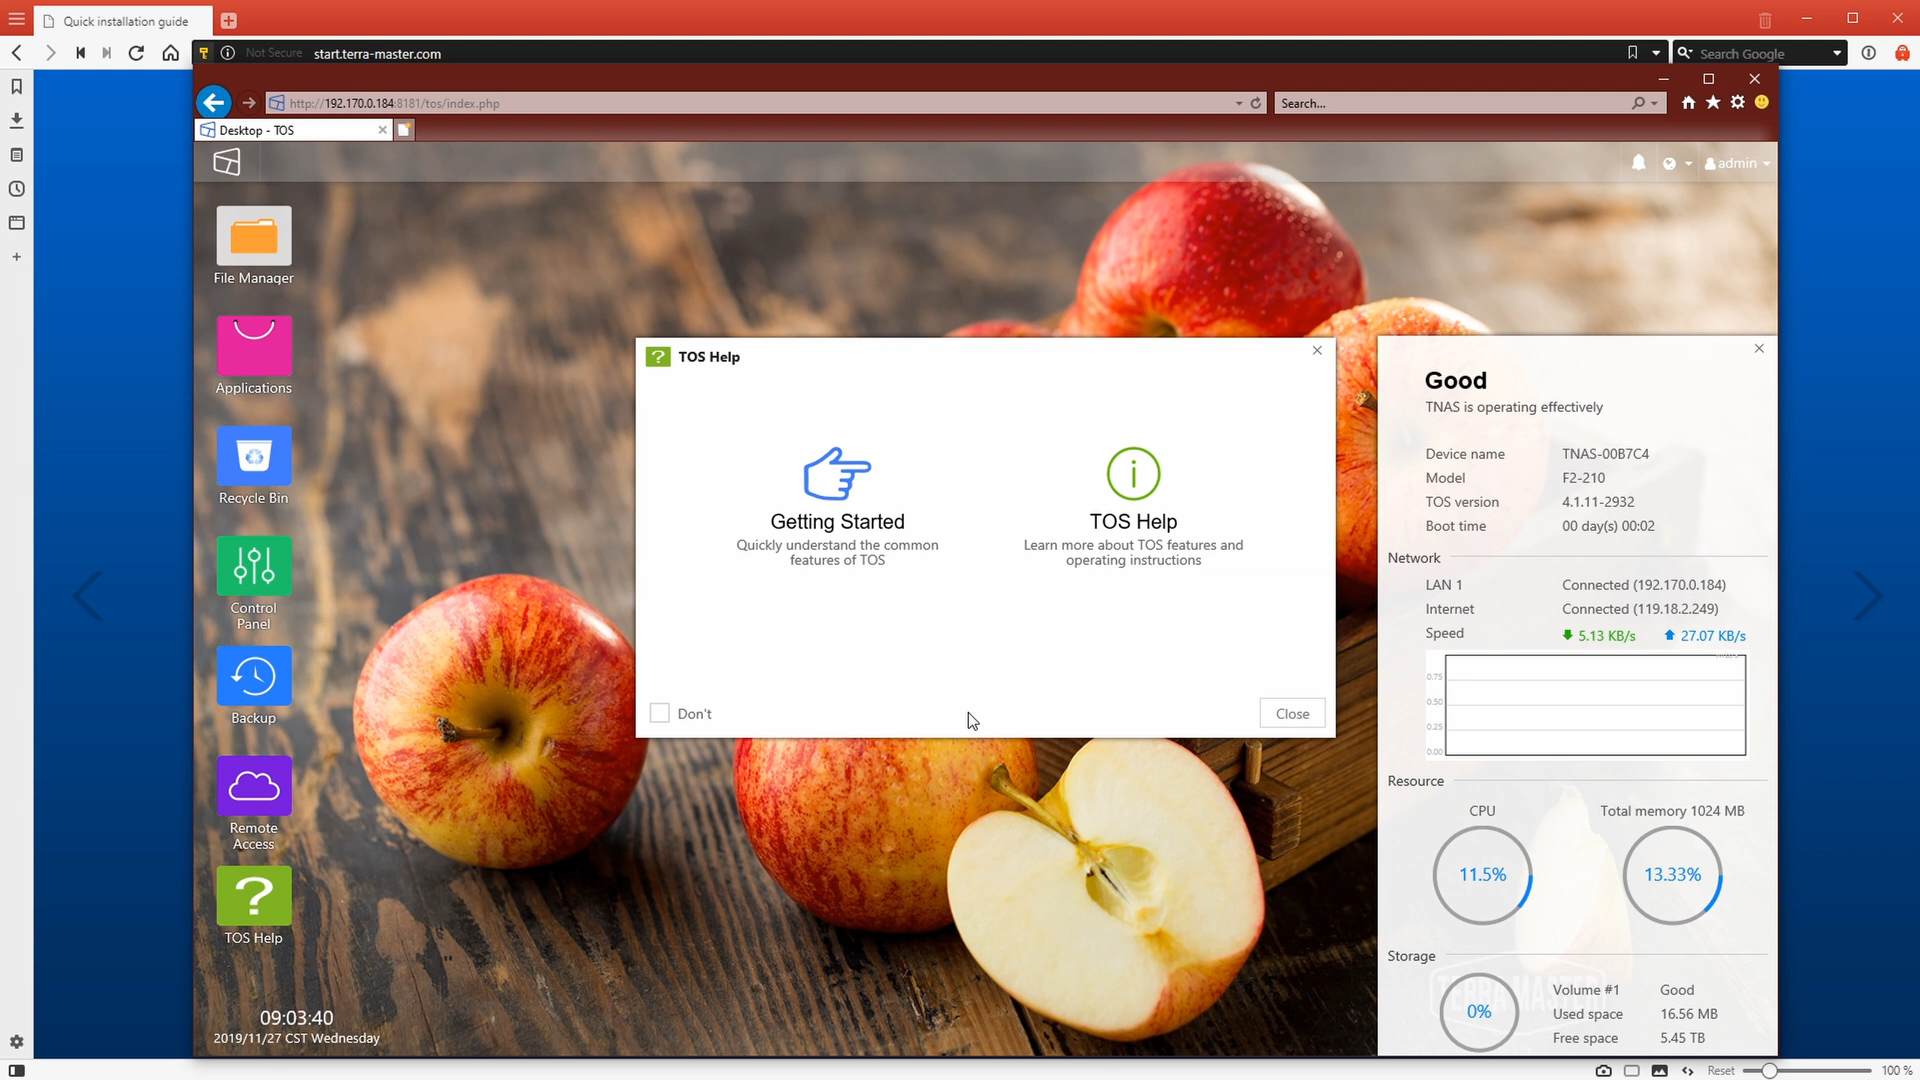 Quick installation guide
Not Secure start.terra-master.com
Search Google
http://192.170.0.184:8181/tos/index.php
Search...
Desktop - TOS
admin
File Manager
Applications
Recycle Bin
Control
Panel
Backup
Remote
Access
TOS Help
09:03:40
2019/11/27 CST Wednesday
TOS Help
Getting Started
Quickly understand the common
features of TOS
TOS Help
Learn more about TOS features and
operating instructions
Don't
Close
Good
TNAS is operating effectively
Device name TNAS-00B7C4
Model F2-210
TOS version 4.1.11-2932
Boot time 00 day(s) 00:02
Network
LAN 1 Connected (192.170.0.184)
Internet Connected (119.18.2.249)
Speed 5.13 KB/s 27.07 KB/s
0.75
0.50
0.25
0.00
Resource
CPU Total memory 1024 MB
11.5% 13.33%
Storage
TERRA MASTER
0%
Volume #1 Good
Used space 16.56 MB
Free space 5.45 TB
Reset 100 %